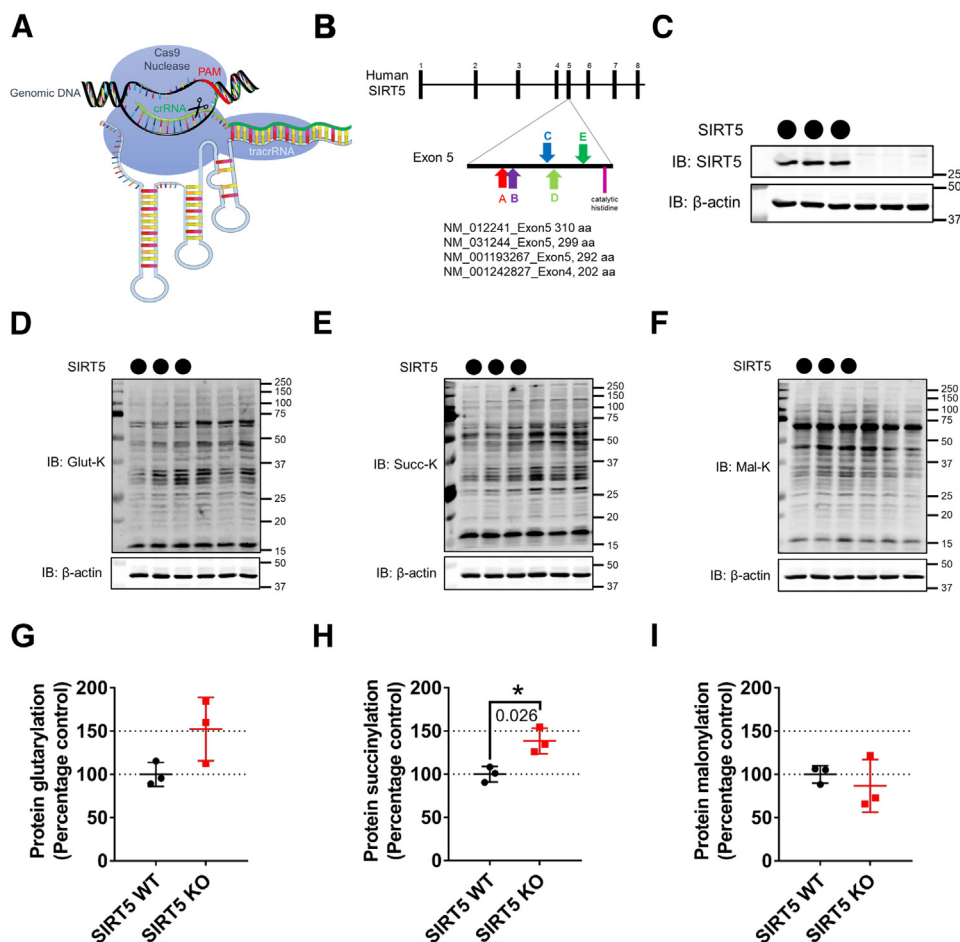 A
Cas9
Nuclease
PAM
Genomic DNA
crRNA
tracrRNA
B
Human
SIRT5
1 2 3 4 5 6 7 8
C E
Exon 5
A B D
catalytic
histidine
NM_012241_Exon5 310 aa
NM_031244_Exon5, 299 aa
NM_001193267_Exon5, 292 aa
NM_001242827_Exon4, 202 aa
C
SIRT5
IB: SIRT5
25
IB: β-actin
50
37
D
SIRT5
IB: Glut-K
250
150
100
75
50
37
25
20
15
IB: β-actin
50
37
E
SIRT5
IB: Succ-K
250
150
100
75
50
37
25
20
15
IB: β-actin
50
37
F
SIRT5
IB: Mal-K
250
150
100
75
50
37
25
20
15
IB: β-actin
50
37
G
Protein glutarylation
(Percentage control)
200
150
100
50
0
SIRT5 WT
SIRT5 KO
H
Protein succinylation
(Percentage control)
200
150
100
50
0
*
0.026
SIRT5 WT
SIRT5 KO
I
Protein malonylation
(Percentage control)
200
150
100
50
0
SIRT5 WT
SIRT5 KO